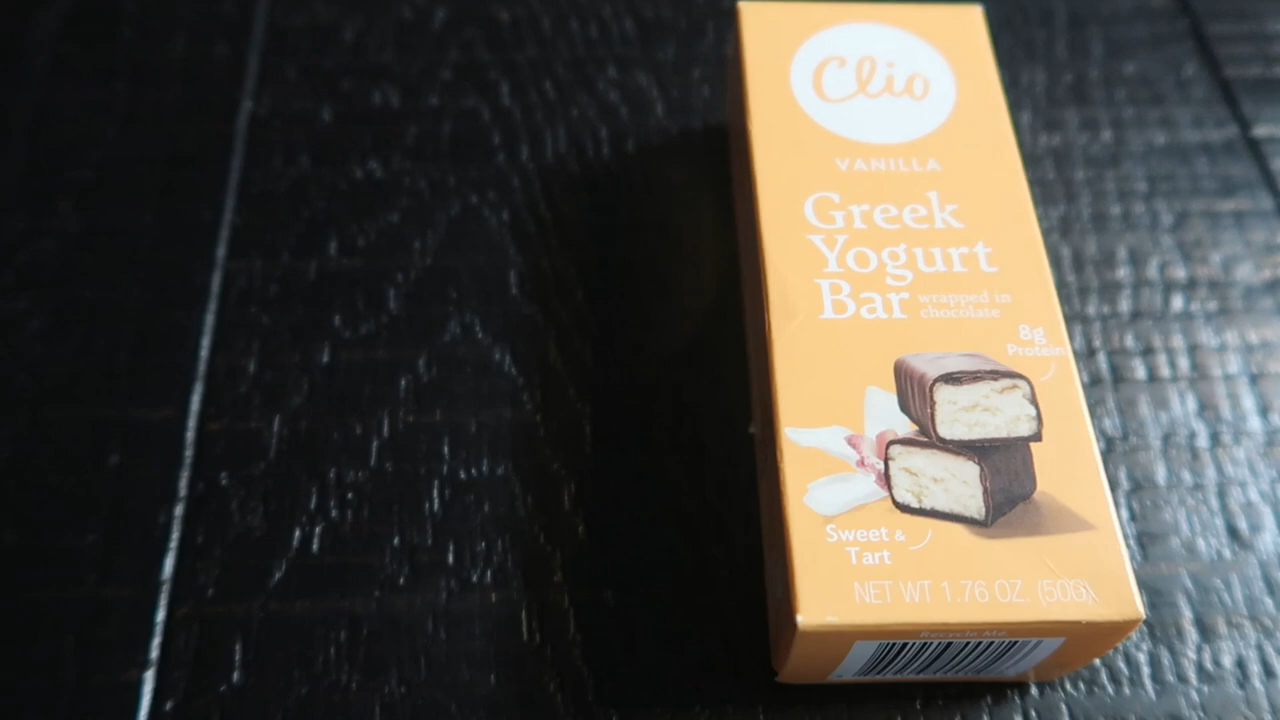 Clio
VANILLA
Greek
Yogurt
Bar wrapped in
chocolate
8g
Protein
Sweet &
Tart
NET WT 1.76 OZ. (50G)
Recycle Me